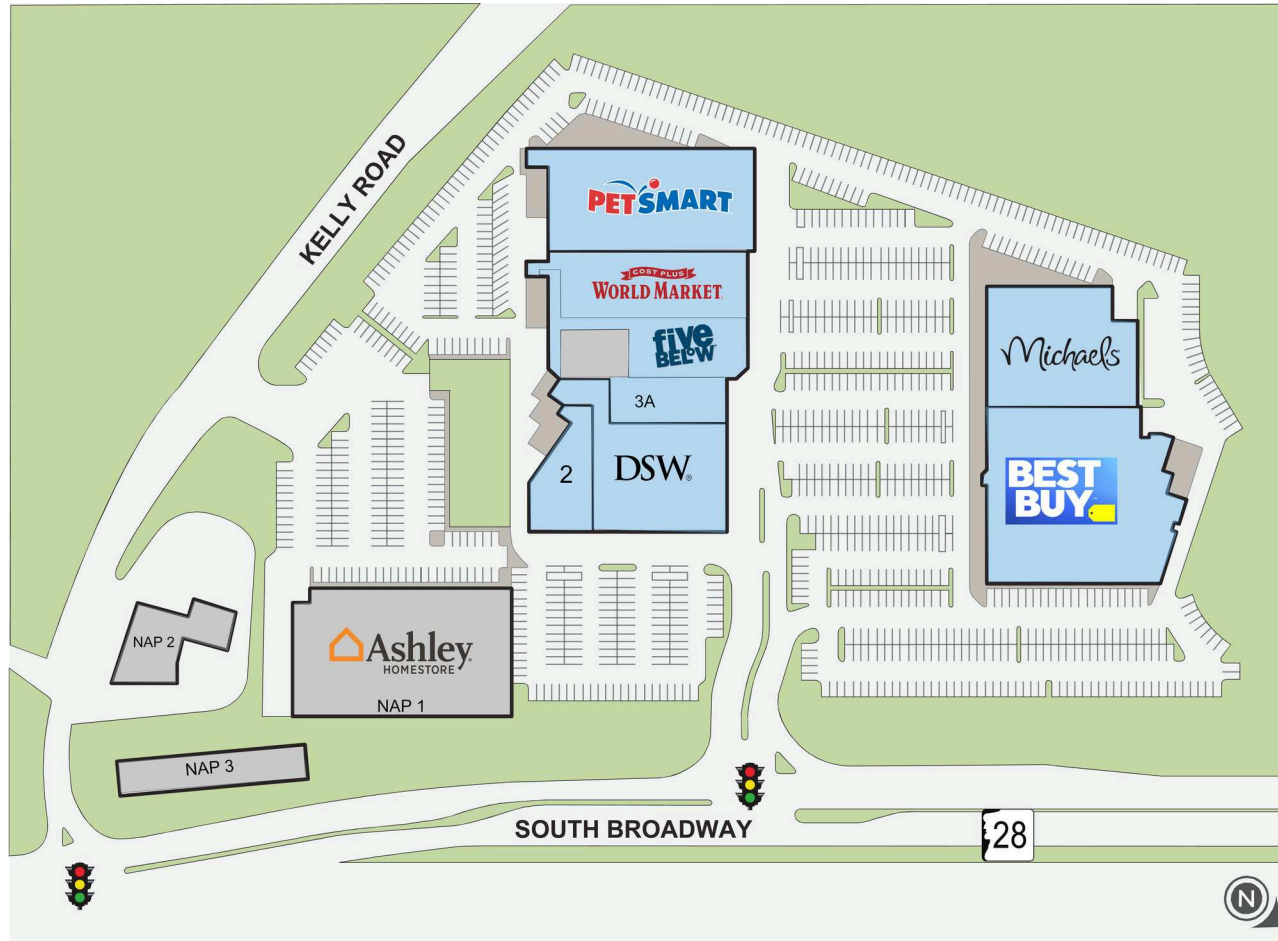 KELLY ROAD
PETSMART
COST PLUS
WORLD MARKET
five
BELOW
3A
2
DSW®
Michaels
BEST
BUY™
Ashley®
HOMESTORE
NAP 1
NAP 2
NAP 3
SOUTH BROADWAY
28
N